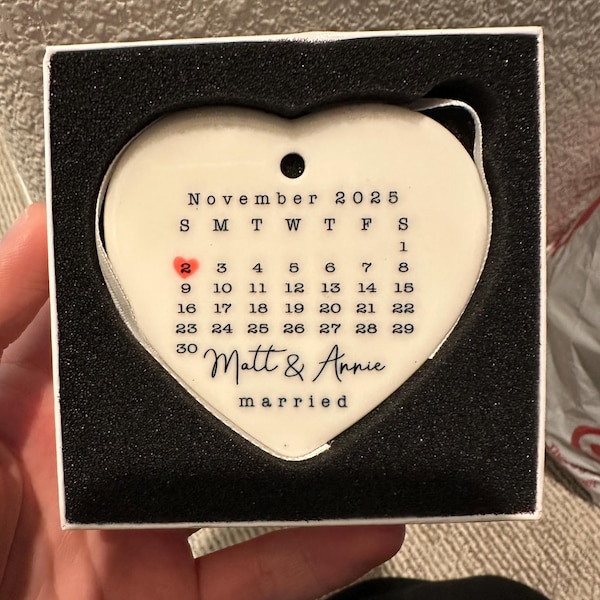 November 2025
S M T W T F S
1
2 3 4 5 6 7 8
9 10 11 12 13 14 15
16 17 18 19 20 21 22
23 24 25 26 27 28 29
30
Matt & Annie
married